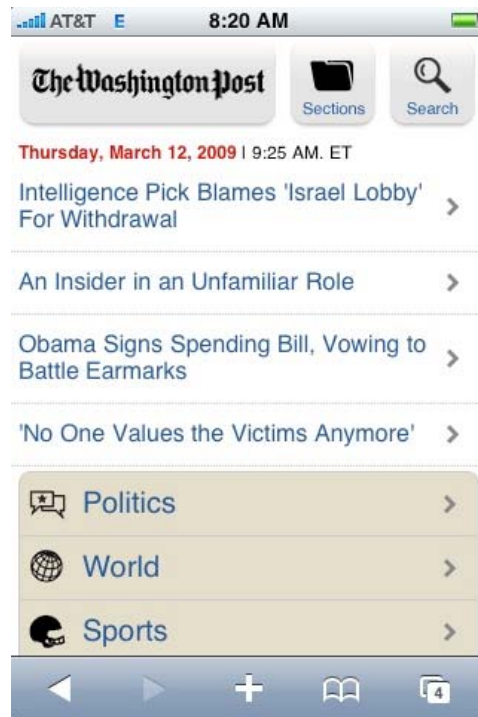 AT&T E 8:20 AM
The Washington Post
Sections
Search
Thursday, March 12, 2009 | 9:25 AM. ET
Intelligence Pick Blames 'Israel Lobby'
For Withdrawal
An Insider in an Unfamiliar Role
Obama Signs Spending Bill, Vowing to
Battle Earmarks
'No One Values the Victims Anymore'
Politics
World
Sports
4